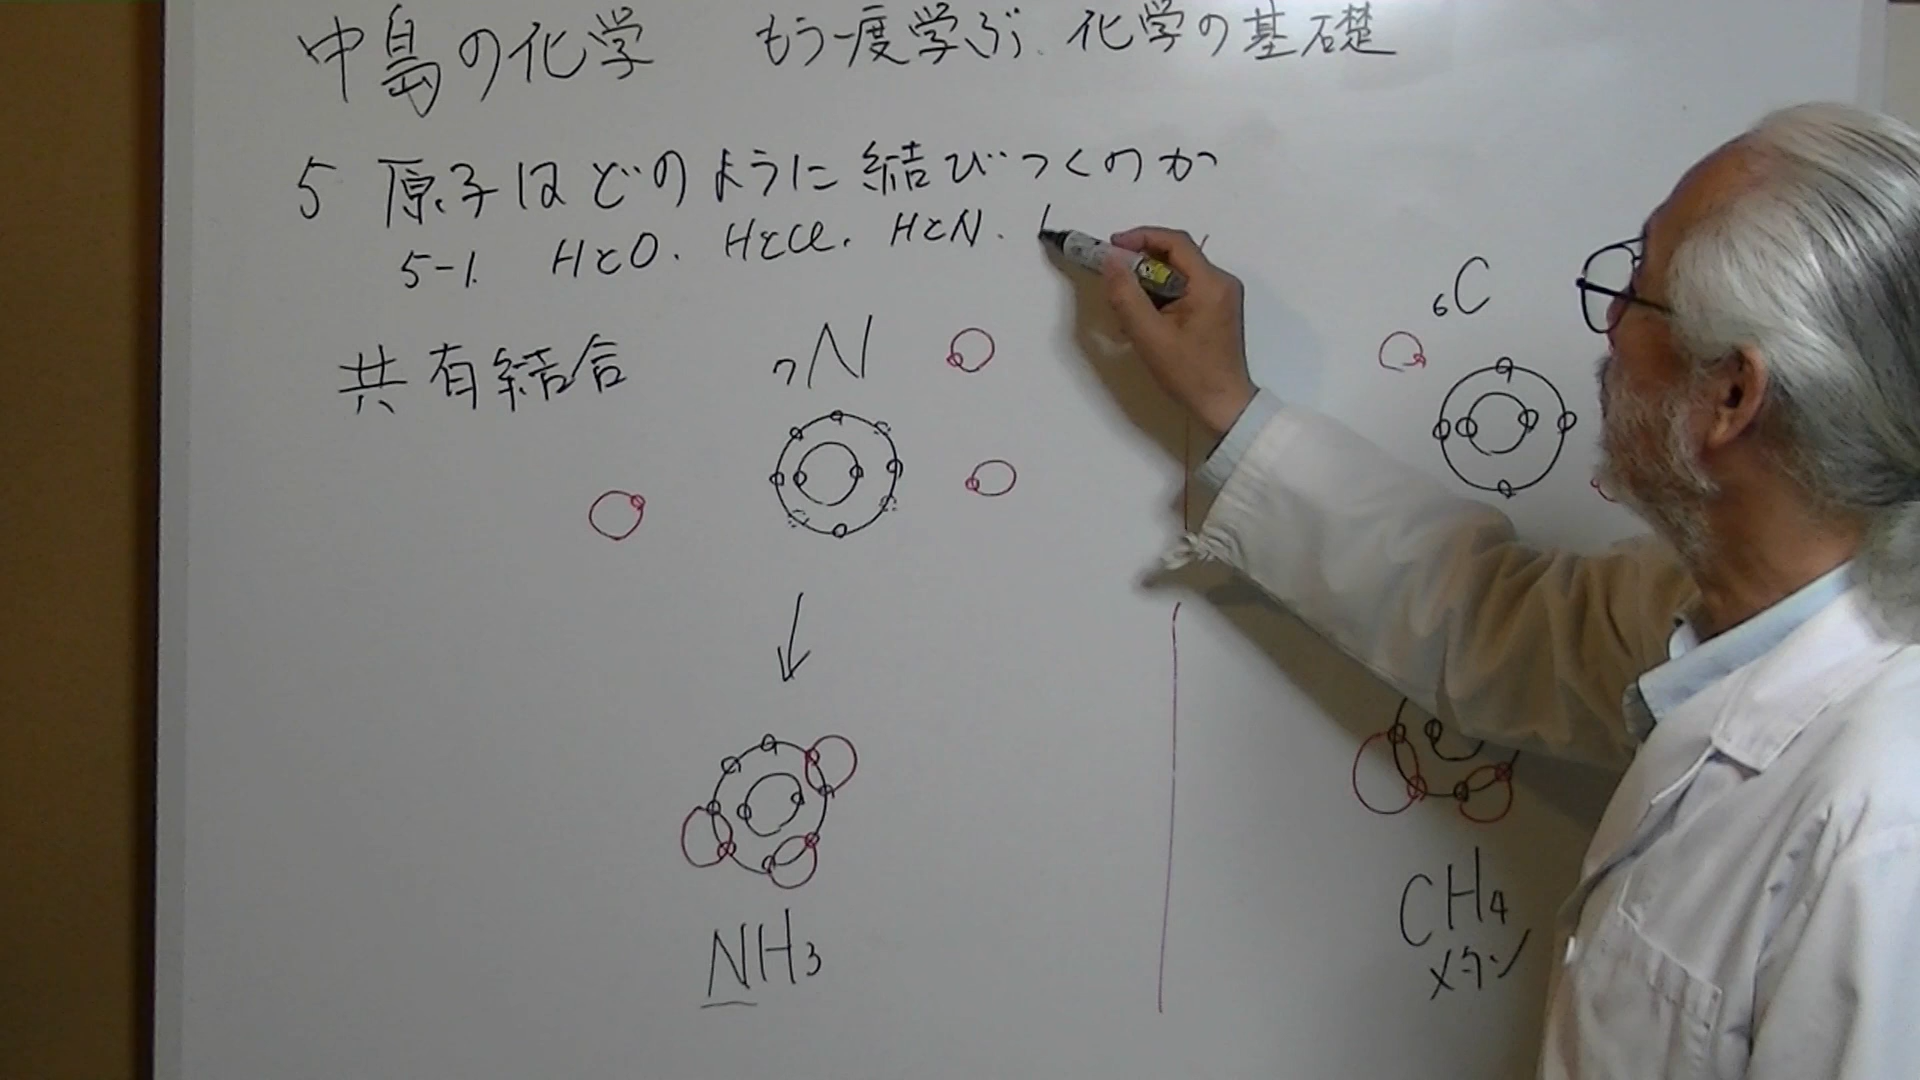 中島の化学 もう一度学ぶ 化学の基礎
5 原子はどのように結びつくのか
5-1. HとO. HとCl. HとN.
共有結合
7N
6C
NH3
CH4
メタン